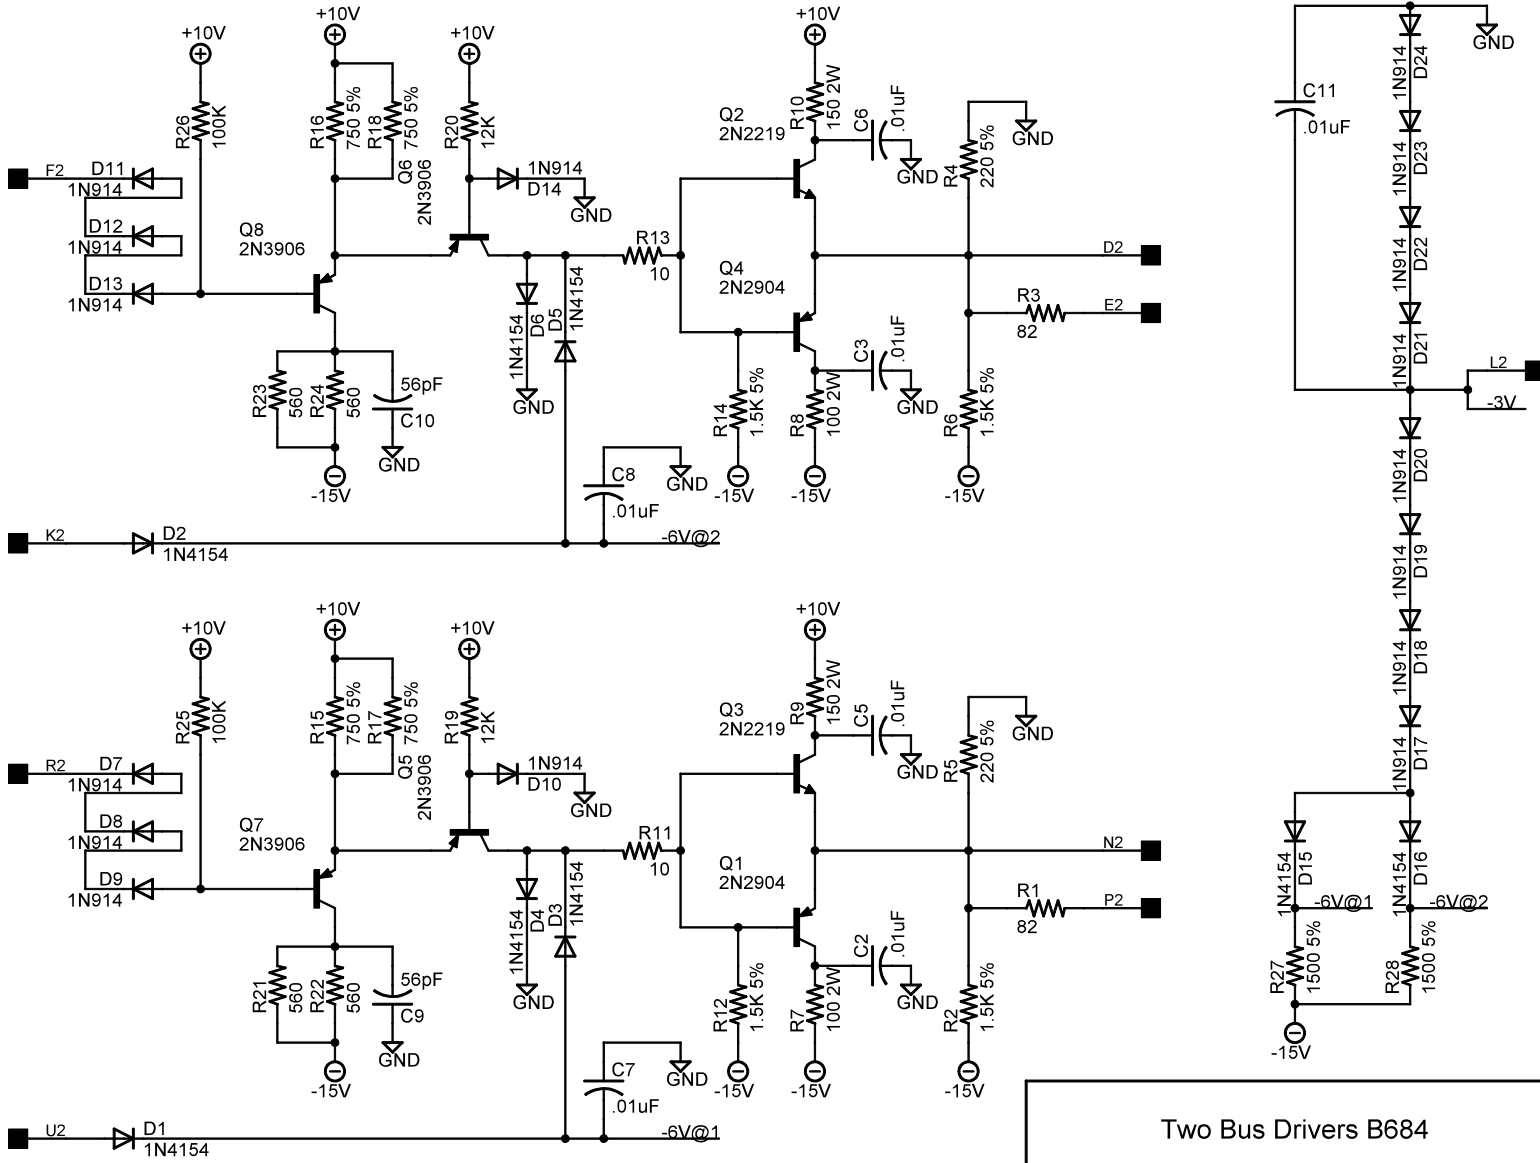 +10V
+10V
+10V
+10V
R26
100K
R16
750 5%
R18
750 5%
R20
12K
Q6
2N3906
F2
D11
1N914
D12
1N914
D13
1N914
Q8
2N3906
1N914
D14
GND
R23
560
R24
560
56pF
C10
GND
-15V
1N4154
D6
D5
1N4154
GND
R13
10
Q2
2N2219
R10
150 2W
C6
.01uF
GND
Q4
2N2904
C3
.01uF
GND
R14
1.5K 5%
R8
100 2W
R4
220 5%
GND
R6
1.5K 5%
-15V
-15V
-15V
D2
R3
82
E2
C8
.01uF
GND
K2
D2
1N4154
-6V@2
+10V
+10V
+10V
+10V
R25
100K
R15
750 5%
R17
750 5%
R19
12K
Q5
2N3906
R2
D7
1N914
D8
1N914
D9
1N914
Q7
2N3906
1N914
D10
GND
R21
560
R22
560
56pF
C9
GND
-15V
1N4154
D4
D3
1N4154
GND
R11
10
Q3
2N2219
R9
150 2W
C5
.01uF
GND
Q1
2N2904
C2
.01uF
GND
R12
1.5K 5%
R7
100 2W
R5
220 5%
GND
R2
1.5K 5%
-15V
-15V
-15V
N2
R1
82
P2
C7
.01uF
GND
U2
D1
1N4154
-6V@1
GND
C11
.01uF
1N914
D24
1N914
D23
1N914
D22
1N914
D21
L2
-3V
1N914
D20
1N914
D19
1N914
D18
1N914
D17
1N4154
D15
1N4154
D16
-6V@1
-6V@2
R27
1500 5%
R28
1500 5%
-15V
Two Bus Drivers B684